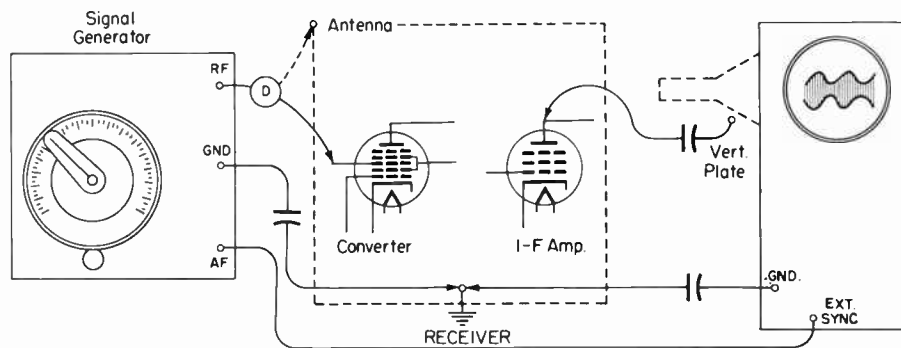 Signal
Generator
RF
GND
AF
D
Antenna
Converter
I-F Amp.
RECEIVER
Vert.
Plate
GND.
EXT.
SYNC